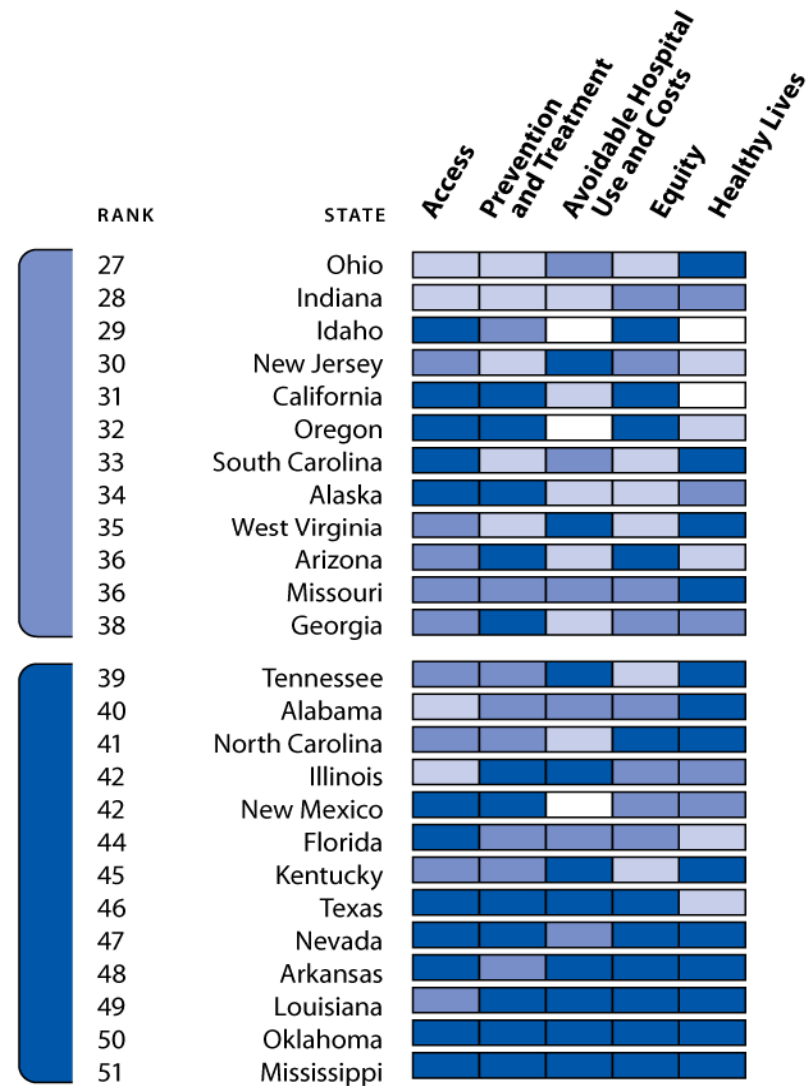 Access
Prevention
and Treatment
Avoidable Hospital
Use and Costs
Equity
Healthy Lives
RANK STATE
27 Ohio
28 Indiana
29 Idaho
30 New Jersey
31 California
32 Oregon
33 South Carolina
34 Alaska
35 West Virginia
36 Arizona
36 Missouri
38 Georgia
39 Tennessee
40 Alabama
41 North Carolina
42 Illinois
42 New Mexico
44 Florida
45 Kentucky
46 Texas
47 Nevada
48 Arkansas
49 Louisiana
50 Oklahoma
51 Mississippi